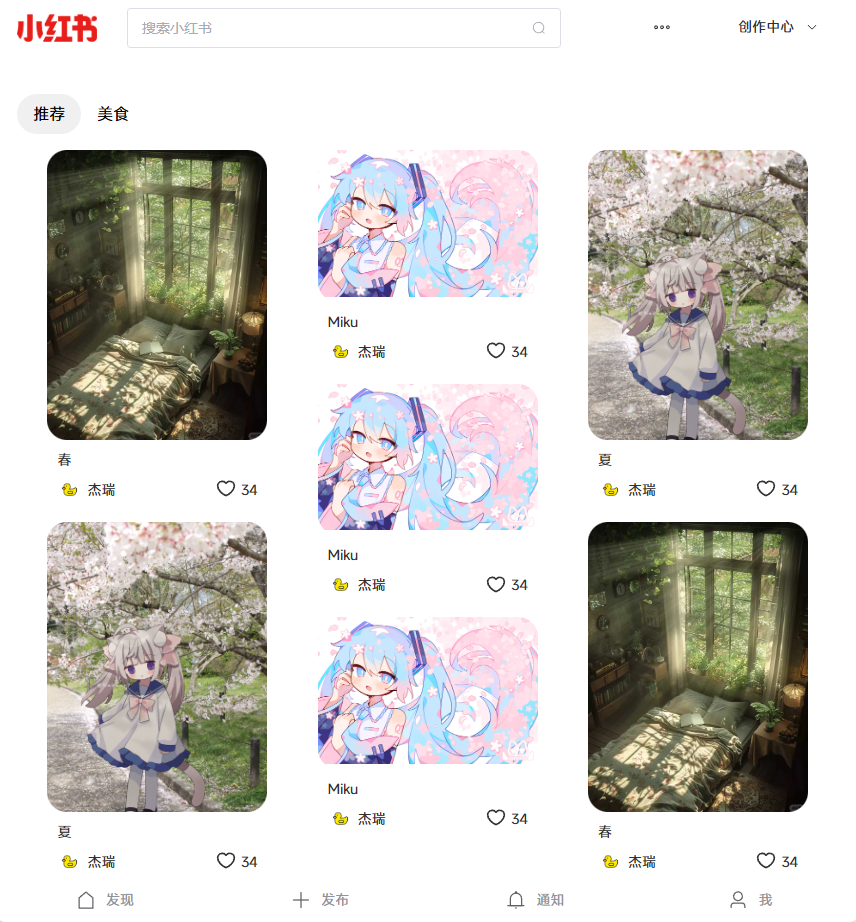 小红书
搜索小红书
创作中心
推荐 美食
春
杰瑞 34
夏
杰瑞 34
Miku
杰瑞 34
Miku
杰瑞 34
Miku
杰瑞 34
夏
杰瑞 34
春
杰瑞 34
发现 发布 通知 我